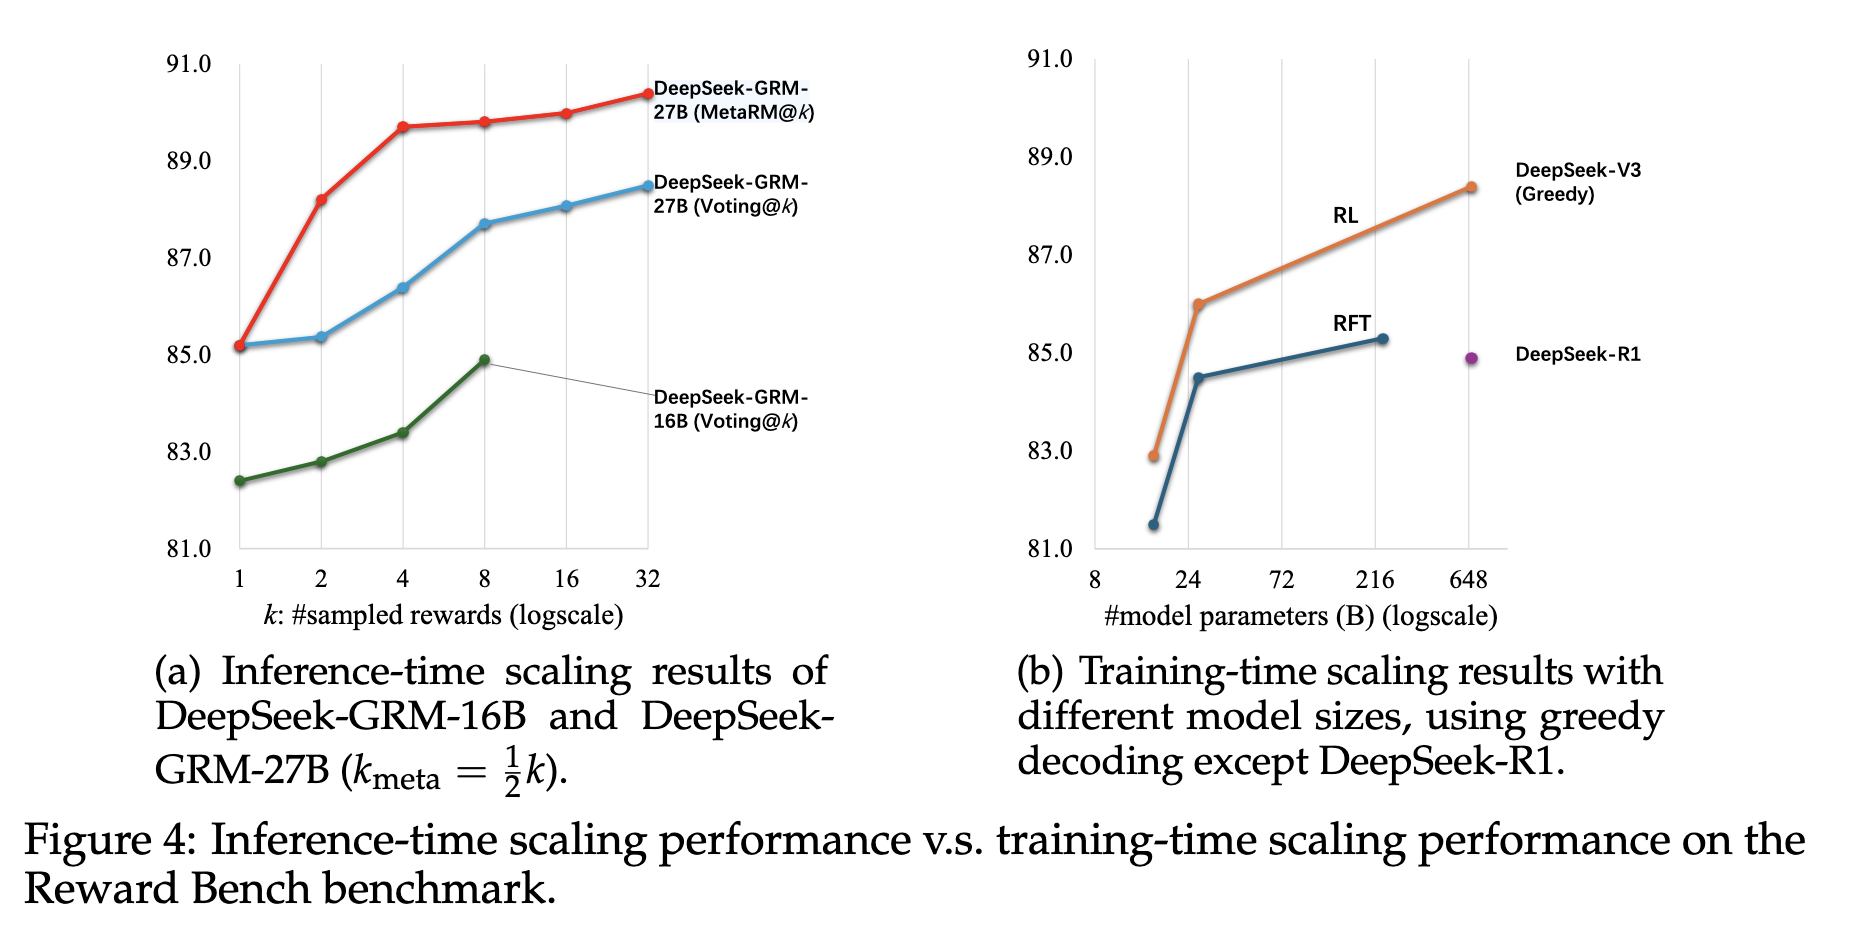 91.0
89.0
87.0
85.0
83.0
81.0
1 2 4 8 16 32
k: #sampled rewards (logscale)
DeepSeek-GRM-
27B (MetaRM@k)
DeepSeek-GRM-
27B (Voting@k)
DeepSeek-GRM-
16B (Voting@k)
(a) Inference-time scaling results of
DeepSeek-GRM-16B and DeepSeek-
GRM-27B (kmeta = 1/2 k).
91.0
89.0
87.0
85.0
83.0
81.0
8 24 72 216 648
#model parameters (B) (logscale)
RL
RFT
DeepSeek-V3
(Greedy)
DeepSeek-R1
(b) Training-time scaling results with
different model sizes, using greedy
decoding except DeepSeek-R1.
Figure 4: Inference-time scaling performance v.s. training-time scaling performance on the
Reward Bench benchmark.